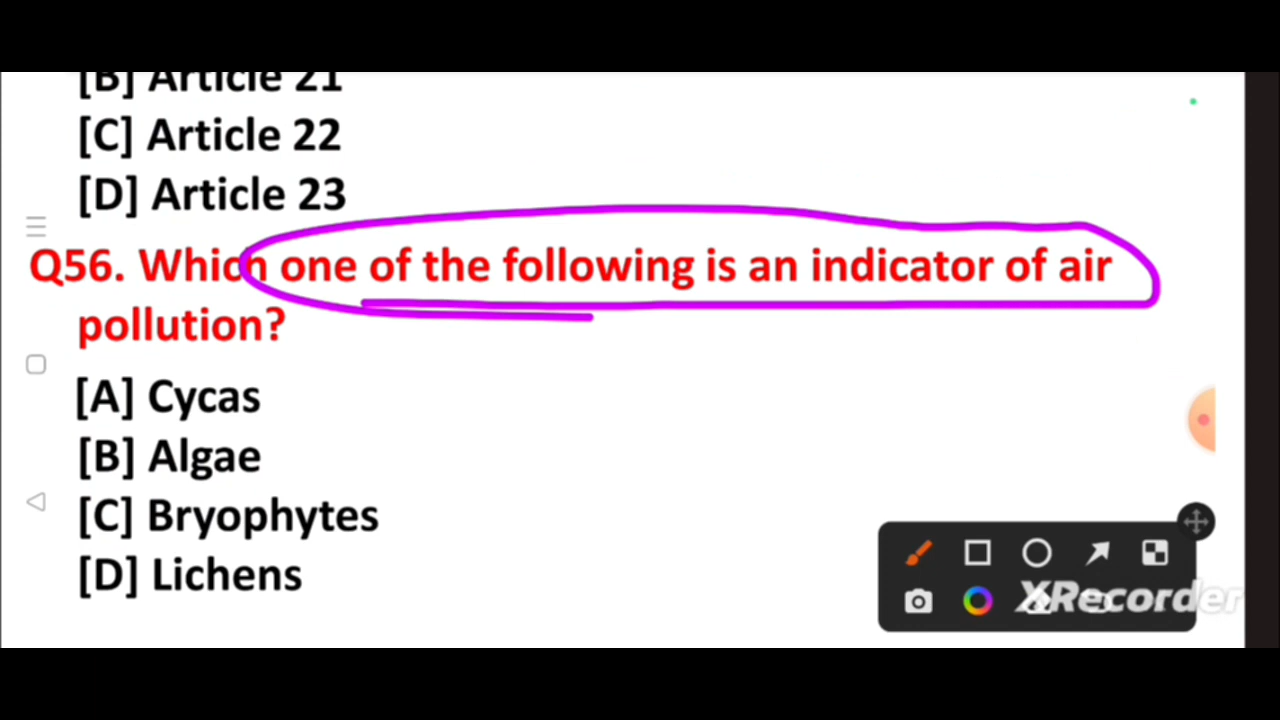 [B] Article 21
[C] Article 22
[D] Article 23
Q56. Which one of the following is an indicator of air
pollution?
[A] Cycas
[B] Algae
[C] Bryophytes
[D] Lichens
XRecorder